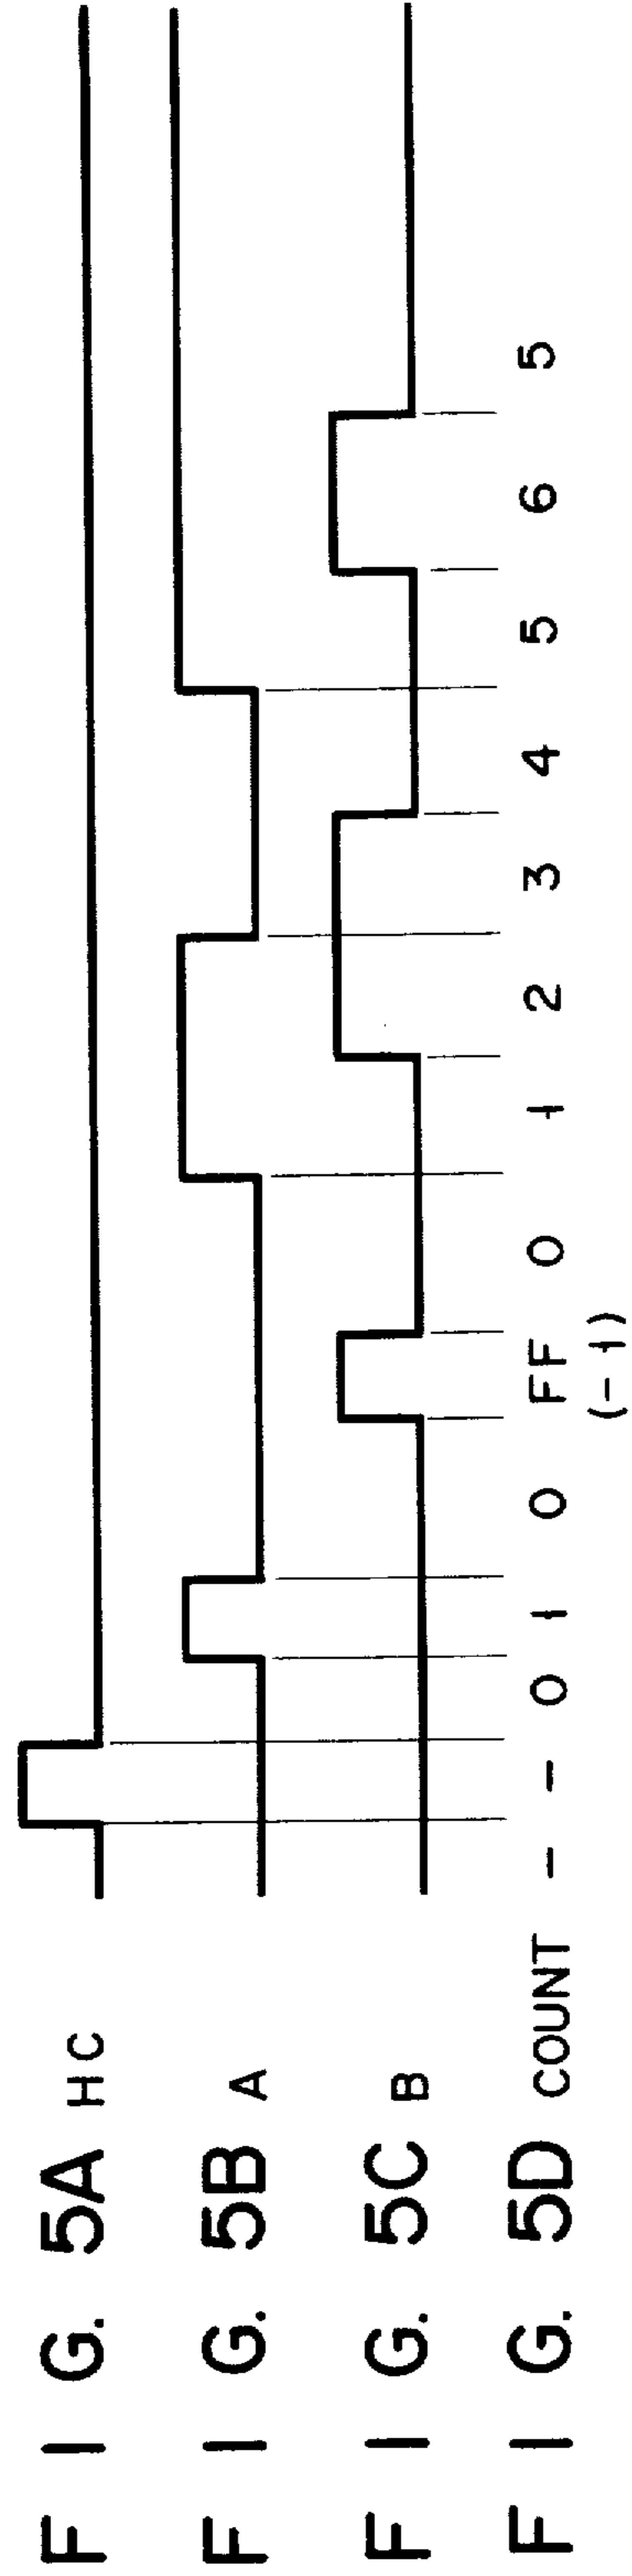 FIG. 5A HC
FIG. 5B A
FIG. 5C B
FIG. 5D COUNT - - 0 1 0 FF 0 1 2 3 4 5 6 5
(-1)